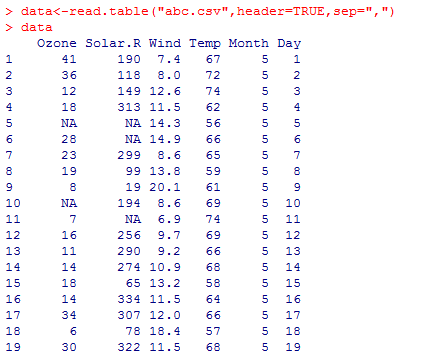 > data<-read.table("abc.csv",header=TRUE,sep=",")
> data
Ozone Solar.R Wind Temp Month Day
1 41 190 7.4 67 5 1
2 36 118 8.0 72 5 2
3 12 149 12.6 74 5 3
4 18 313 11.5 62 5 4
5 NA NA 14.3 56 5 5
6 28 NA 14.9 66 5 6
7 23 299 8.6 65 5 7
8 19 99 13.8 59 5 8
9 8 19 20.1 61 5 9
10 NA 194 8.6 69 5 10
11 7 NA 6.9 74 5 11
12 16 256 9.7 69 5 12
13 11 290 9.2 66 5 13
14 14 274 10.9 68 5 14
15 18 65 13.2 58 5 15
16 14 334 11.5 64 5 16
17 34 307 12.0 66 5 17
18 6 78 18.4 57 5 18
19 30 322 11.5 68 5 19